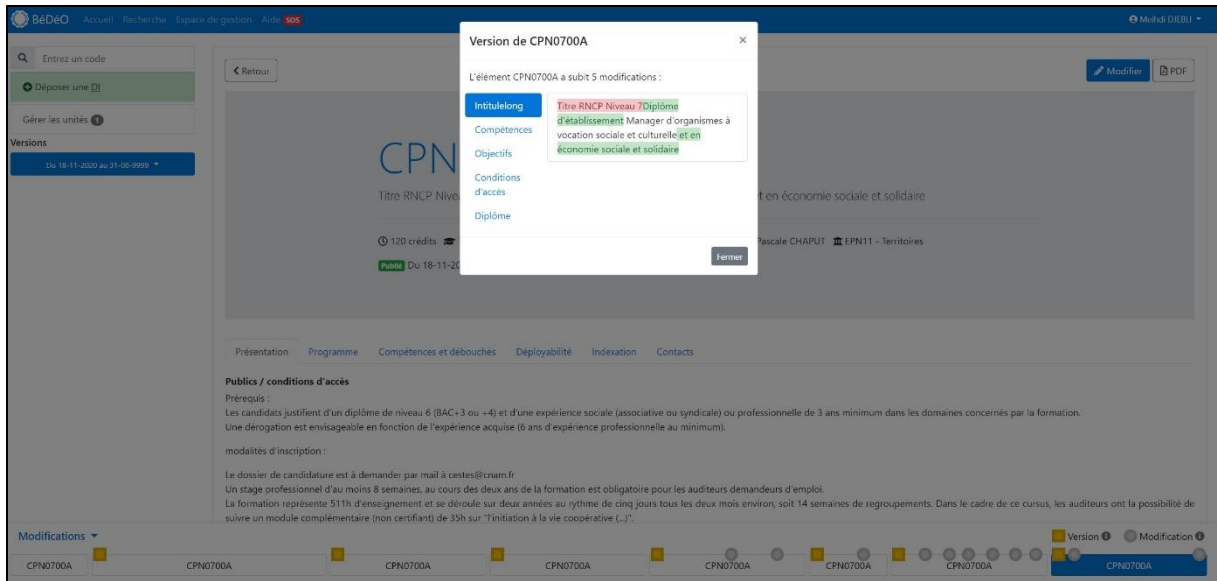 BéDéO Accueil Recherche Espace de gestion Aide SOS Meihdi DJEBLI
Entrez un code
Déposer une DI
Gérer les unités 1
Versions
Du 18-11-2020 au 31-08-9999
Retour
Modifier PDF
Version de CPN0700A ×
L'élément CPN0700A a subit 5 modifications :
Intitulelong
Compétences
Objectifs
Conditions
d'accès
Diplôme
Titre RNCP Niveau 7Diplôme
d'établissement Manager d'organismes à
vocation sociale et culturelle et en
économie sociale et solidaire
Fermer
CPN
Titre RNCP Nive t en économie sociale et solidaire
120 crédits Pascale CHAPUT EPN11 - Territoires
Publié Du 18-11-20
Présentation Programme Compétences et débouchés Déployabilité Indexation Contacts
Publics / conditions d'accès
Prérequis :
Les candidats justifient d'un diplôme de niveau 6 (BAC+3 ou +4) et d'une expérience sociale (associative ou syndicale) ou professionnelle de 3 ans minimum dans les domaines concernés par la formation.
Une dérogation est envisageable en fonction de l'expérience acquise (6 ans d'expérience professionnelle au minimum).
modalités d'inscription :
Le dossier de candidature est à demander par mail à cestes@cnam.fr
Un stage professionnel d'au moins 8 semaines, au cours des deux ans de la formation est obligatoire pour les auditeurs demandeurs d'emploi.
La formation représente 511h d'enseignement et se déroule sur deux années au rythme de cinq jours tous les deux mois environ, soit 14 semaines de regroupements. Dans le cadre de ce cursus, les auditeurs ont la possibilité de
suivre un module complémentaire (non certifiant) de 35h sur "l'initiation à la vie coopérative (...)".
Modifications Version Modification
CPN0700A CPN0700A CPN0700A CPN0700A CPN0700A CPN0700A CPN0700A CPN0700A